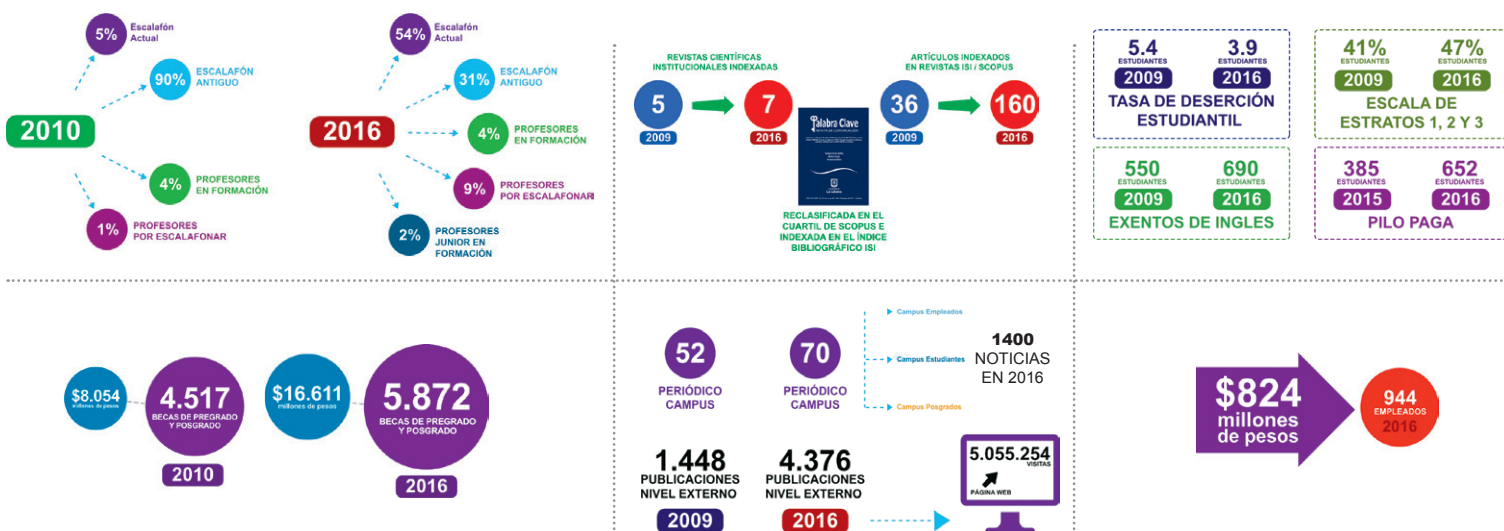 5%
Escalafón
Actual
90%
ESCALAFÓN
ANTIGUO
2010
4%
PROFESORES
EN FORMACIÓN
1%
PROFESORES
POR ESCALAFONAR
54%
Escalafón
Actual
31%
ESCALAFÓN
ANTIGUO
2016
4%
PROFESORES
EN FORMACIÓN
9%
PROFESORES
POR ESCALAFONAR
2%
PROFESORES
JUNIOR EN
FORMACIÓN
REVISTAS CIENTÍFICAS
INSTITUCIONALES INDEXADAS
5
2009
7
2016
ARTÍCULOS INDEXADOS
EN REVISTAS ISI / SCOPUS
36
2009
160
2016
Palabra Clave
RECLASIFICADA EN EL
CUARTIL DE SCOPUS E
INDEXADA EN EL ÍNDICE
BIBLIOGRÁFICO ISI
5.4
ESTUDIANTES
2009
3.9
ESTUDIANTES
2016
TASA DE DESERCIÓN
ESTUDIANTIL
41%
ESTUDIANTES
2009
47%
ESTUDIANTES
2016
ESCALA DE
ESTRATOS 1, 2 Y 3
550
ESTUDIANTES
2009
690
ESTUDIANTES
2016
EXENTOS DE INGLES
385
ESTUDIANTES
2015
652
ESTUDIANTES
2016
PILO PAGA
$8.054
millones de pesos
4.517
BECAS DE PREGRADO
Y POSGRADO
2010
$16.611
millones de pesos
5.872
BECAS DE PREGRADO
Y POSGRADO
2016
52
PERIÓDICO
CAMPUS
70
PERIÓDICO
CAMPUS
Campus Empleados
Campus Estudiantes
Campus Posgrados
1400
NOTICIAS
EN 2016
1.448
PUBLICACIONES
NIVEL EXTERNO
2009
4.376
PUBLICACIONES
NIVEL EXTERNO
2016
5.055.254
VISITAS
PÁGINA WEB
$824
millones
de pesos
944
EMPLEADOS
2016